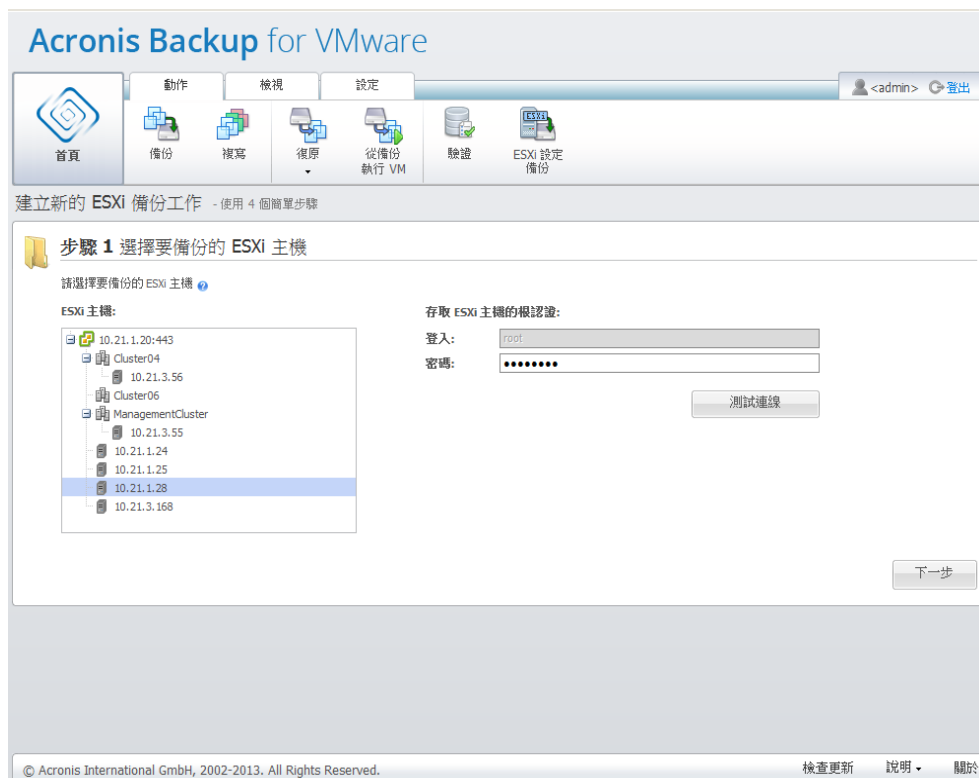 Acronis Backup for VMware
動作 檢視 設定
<admin> 登出
首頁
備份 複寫 復原 從備份 執行 VM 驗證 ESXi 設定 備份
ESXi
建立新的 ESXi 備份工作 - 使用 4 個簡單步驟
步驟 1 選擇要備份的 ESXi 主機
請選擇要備份的 ESXi 主機
ESXi 主機:
10.21.1.20:443
Cluster04
10.21.3.56
Cluster06
ManagementCluster
10.21.3.55
10.21.1.24
10.21.1.25
10.21.1.28
10.21.3.168
存取 ESXi 主機的根認證:
登入: root
密碼: ••••••••
測試連線
下一步
© Acronis International GmbH, 2002-2013. All Rights Reserved.
檢查更新 說明 關於